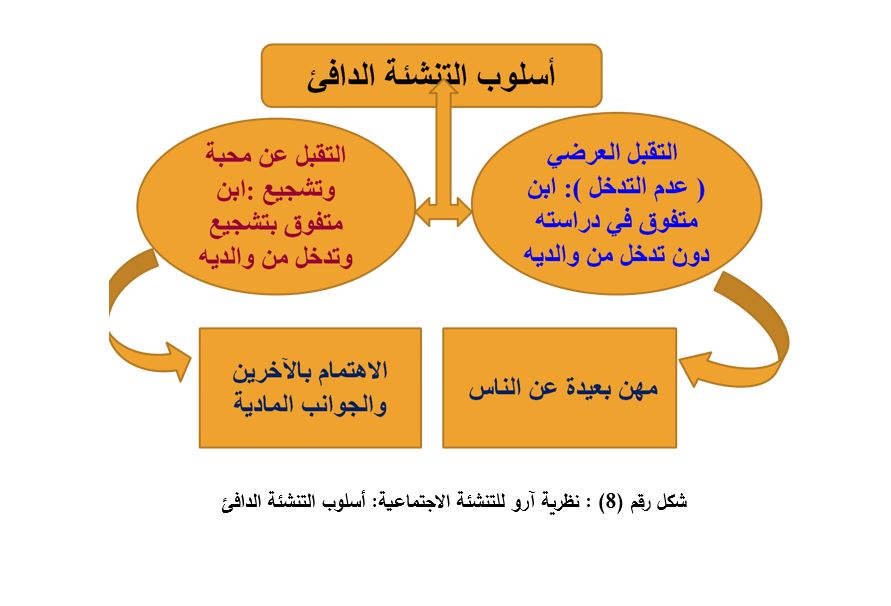 أسلوب التنشئة الدافئ
التقبل العرضي
( عدم التدخل ): ابن
متفوق في دراسته
دون تدخل من والديه
التقبل عن محبة
وتشجيع :ابن
متفوق بتشجيع
وتدخل من والديه
مهن بعيدة عن الناس
الاهتمام بالآخرين
والجوانب المادية
شكل رقم (8) : نظرية آرو للتنشئة الاجتماعية: أسلوب التنشئة الدافئ